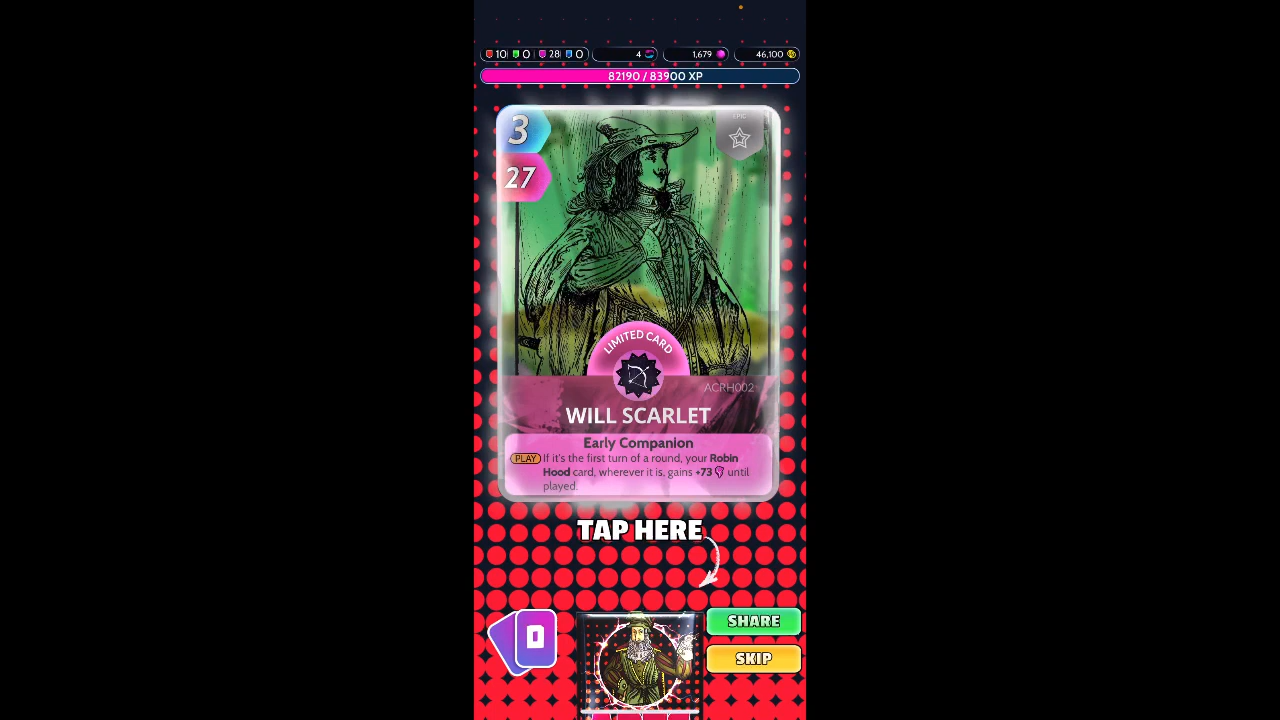 10 0 28 0 4 1,679 46,100
82190 / 83900 XP
3
EPIC
27
LIMITED CARD
ACRH002
WILL SCARLET
Early Companion
PLAY If it's the first turn of a round, your Robin
Hood card, wherever it is, gains +73 until
played.
TAP HERE
0
SHARE
SKIP